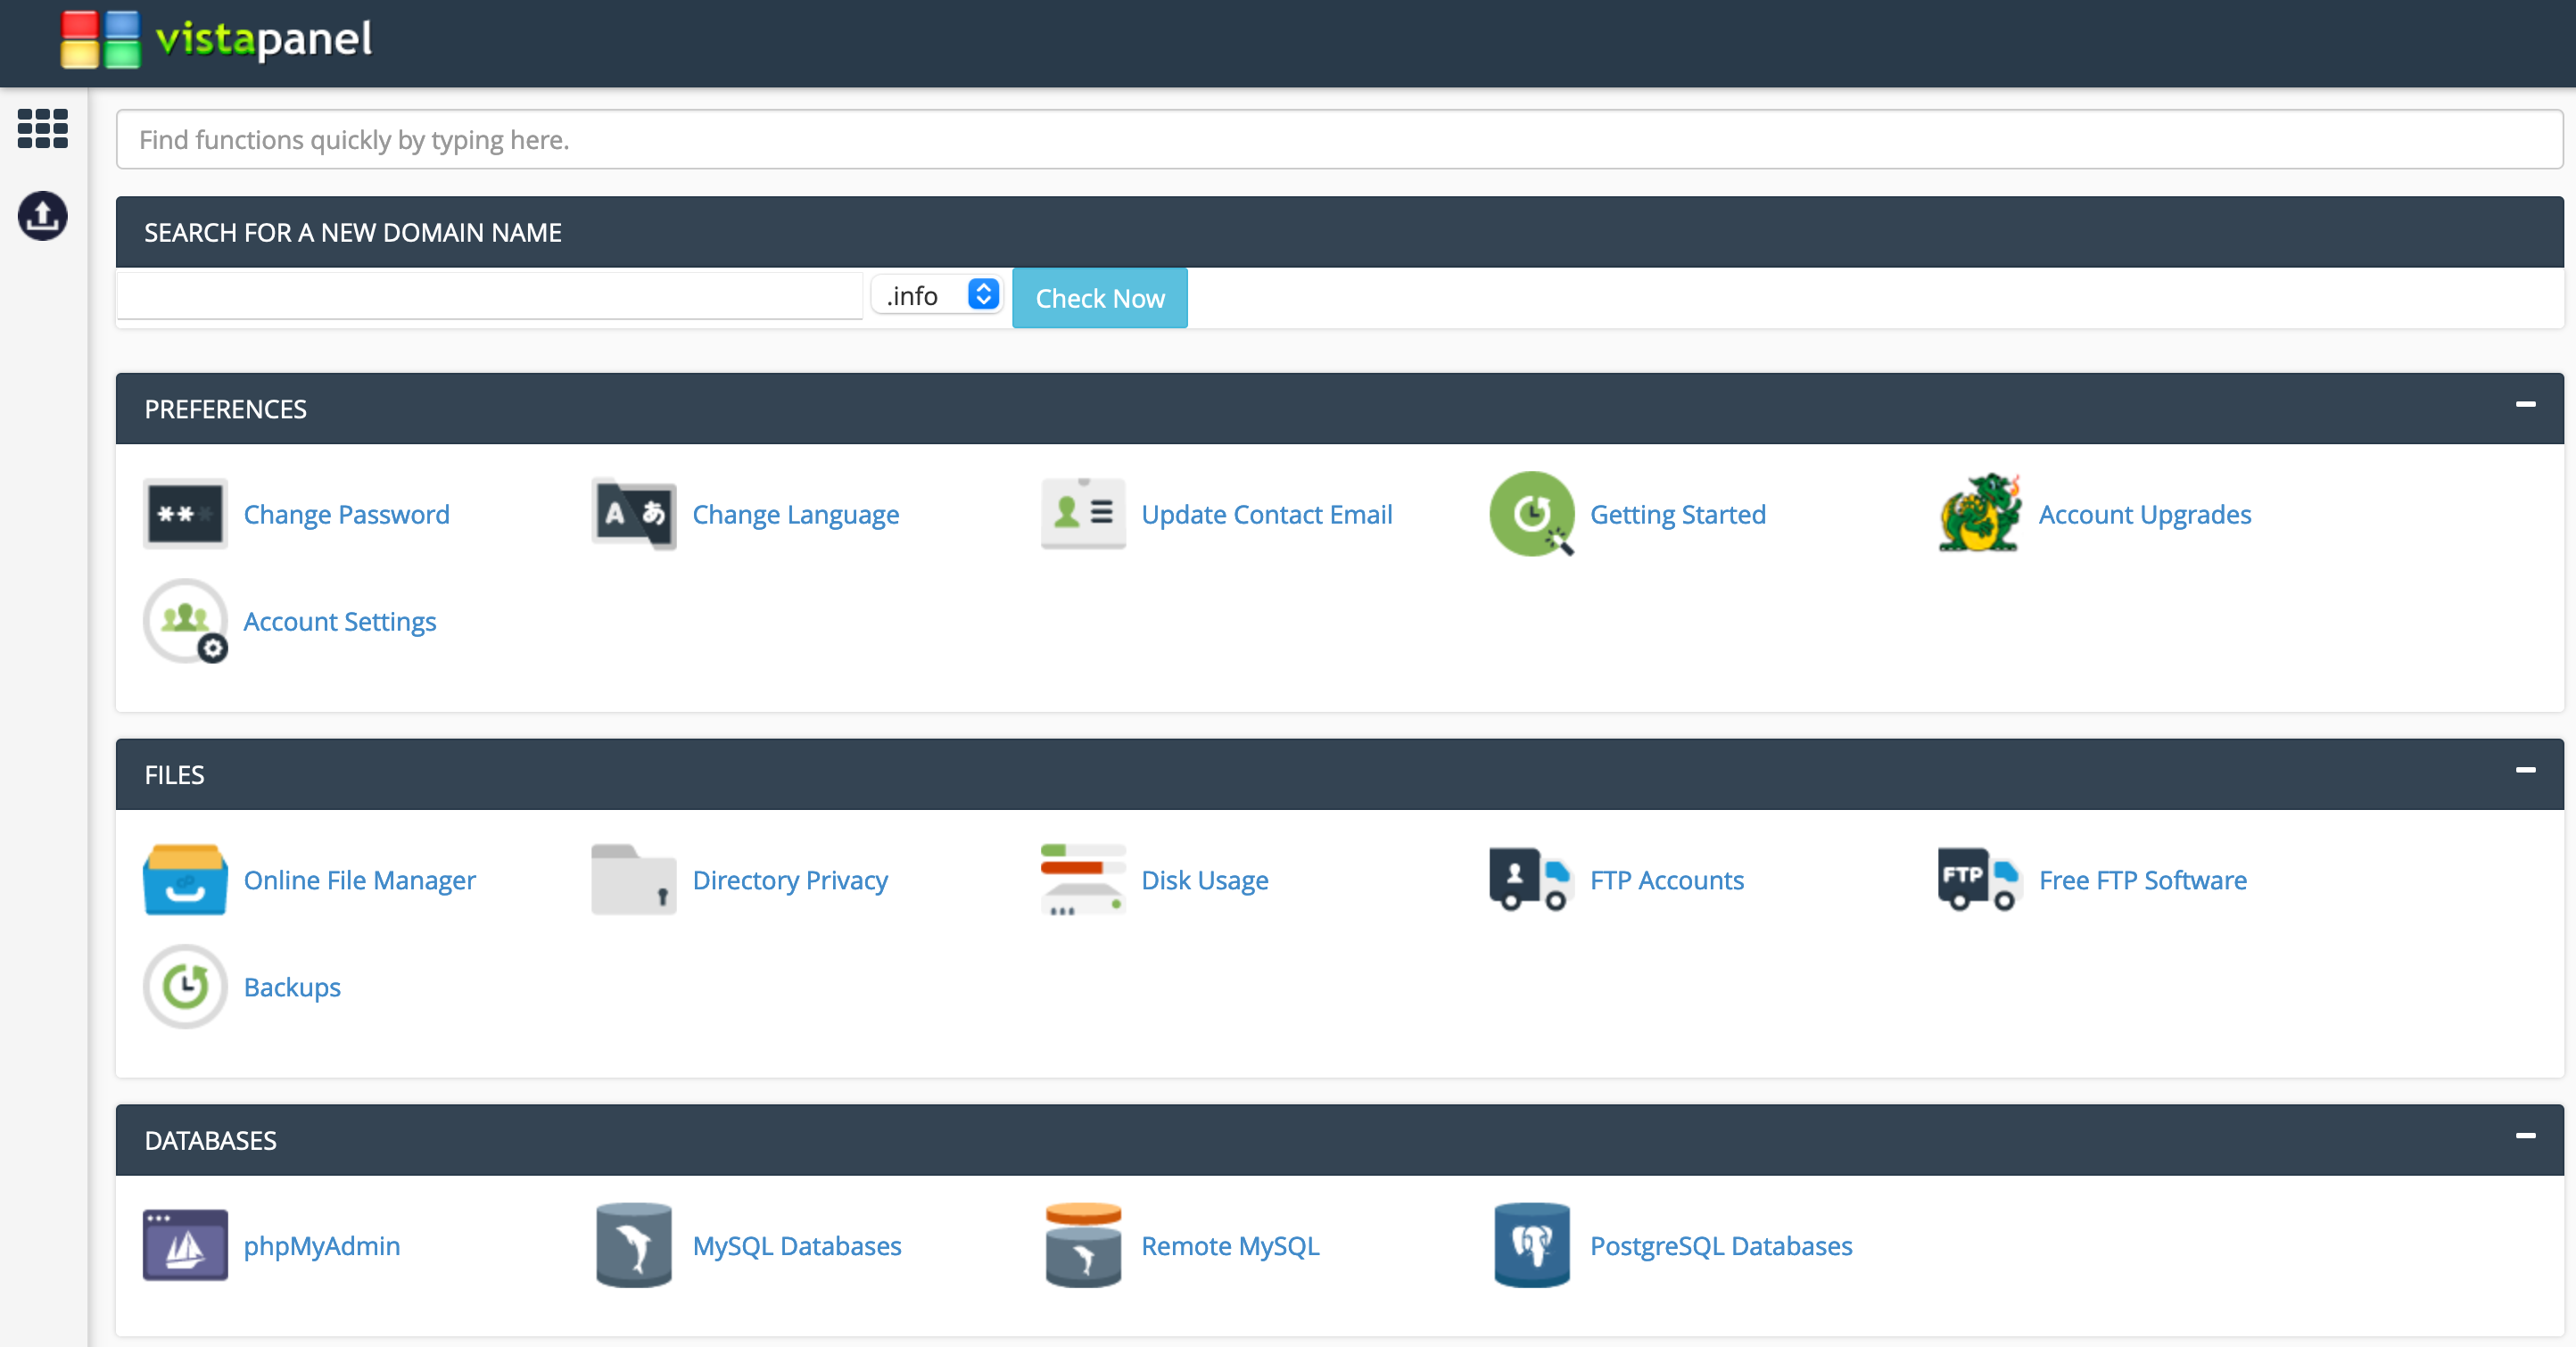 vistapanel
Find functions quickly by typing here.
SEARCH FOR A NEW DOMAIN NAME
.info Check Now
PREFERENCES
** Change Password
A あ Change Language
Update Contact Email
Getting Started
Account Upgrades
Account Settings
FILES
Online File Manager
Directory Privacy
Disk Usage
FTP Accounts
FTP Free FTP Software
Backups
DATABASES
phpMyAdmin
MySQL Databases
Remote MySQL
PostgreSQL Databases